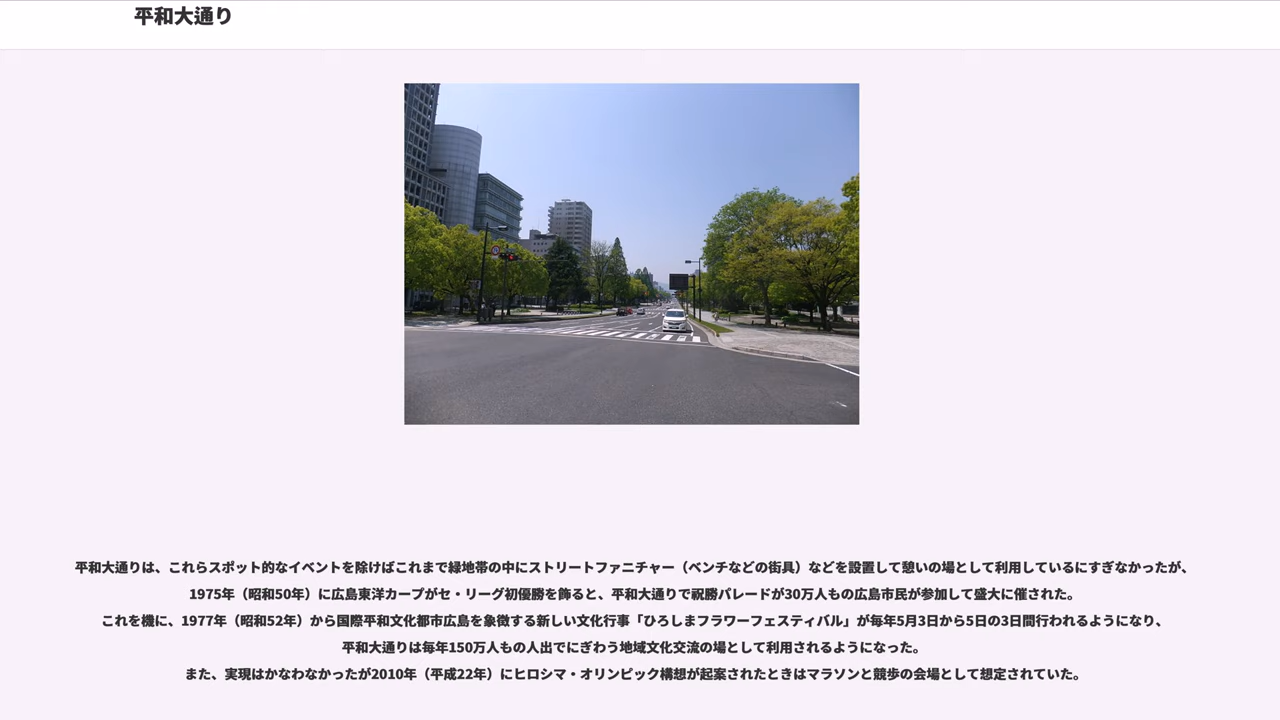 平和大通り
平和大通りは、これらスポット的なイベントを除けばこれまで緑地帯の中にストリートファニチャー（ベンチなどの街具）などを設置して憩いの場として利用しているにすぎなかったが、
1975年（昭和50年）に広島東洋カープがセ・リーグ初優勝を飾ると、平和大通りで祝勝パレードが30万人もの広島市民が参加して盛大に催された。
これを機に、1977年（昭和52年）から国際平和文化都市広島を象徴する新しい文化行事「ひろしまフラワーフェスティバル」が毎年5月3日から5日の3日間行われるようになり、
平和大通りは毎年150万人もの人出でにぎわう地域文化交流の場として利用されるようになった。
また、実現はかなわなかったが2010年（平成22年）にヒロシマ・オリンピック構想が起案されたときはマラソンと競歩の会場として想定されていた。